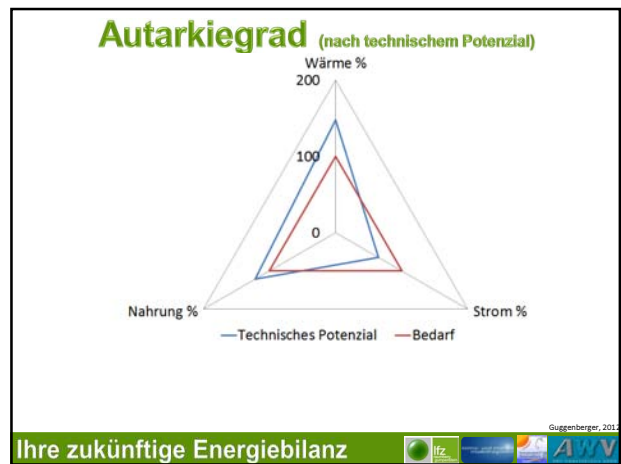 Autarkiegrad (nach technischem Potenzial)
Wärme %
200
100
0
Nahrung %
Strom %
Technisches Potenzial
Bedarf
Guggenberger, 2012
Ihre zukünftige Energiebilanz
lfz
AWV